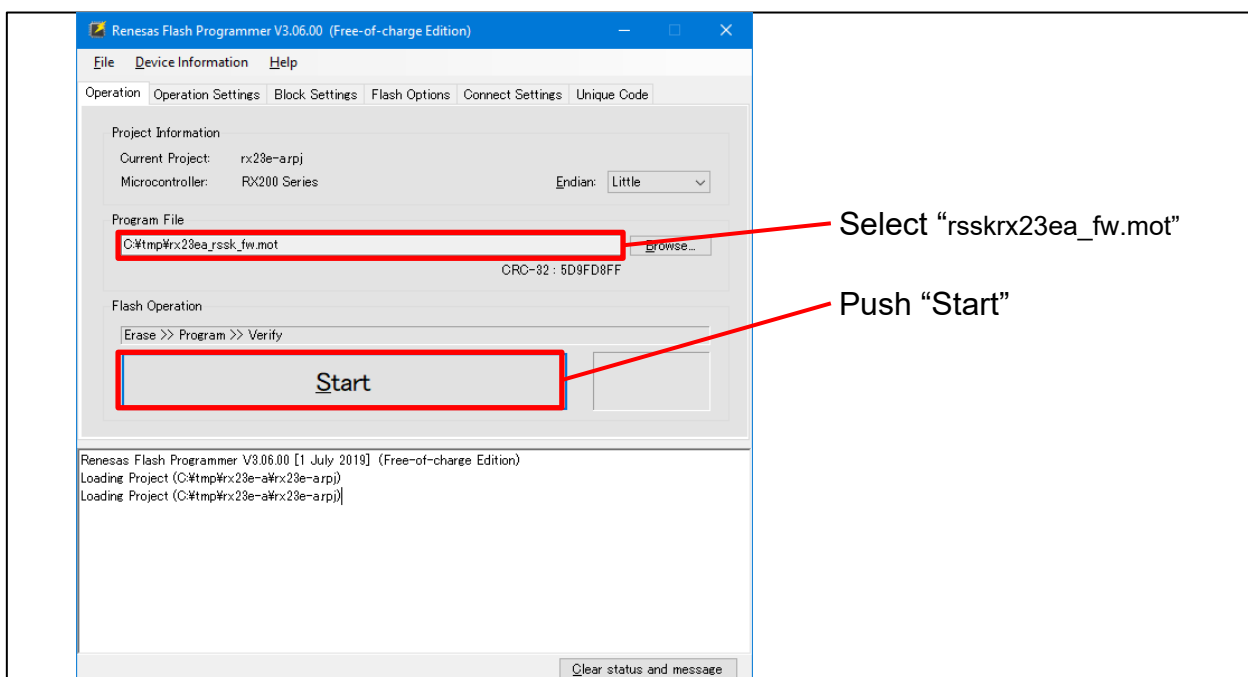 Renesas Flash Programmer V3.06.00 (Free-of-charge Edition)
File Device Information Help
Operation Operation Settings Block Settings Flash Options Connect Settings Unique Code
Project Information
Current Project: rx23e-a.rpj
Microcontroller: RX200 Series Endian: Little
Program File
C:¥tmp¥rx23ea_rssk_fw.mot Browse...
CRC-32 : 5D9FD8FF
Select “rsskrx23ea_fw.mot”
Flash Operation
Erase >> Program >> Verify
Start
Push “Start”
Renesas Flash Programmer V3.06.00 [1 July 2019] (Free-of-charge Edition)
Loading Project (C:¥tmp¥rx23e-a¥rx23e-a.rpj)
Loading Project (C:¥tmp¥rx23e-a¥rx23e-a.rpj)
Clear status and message